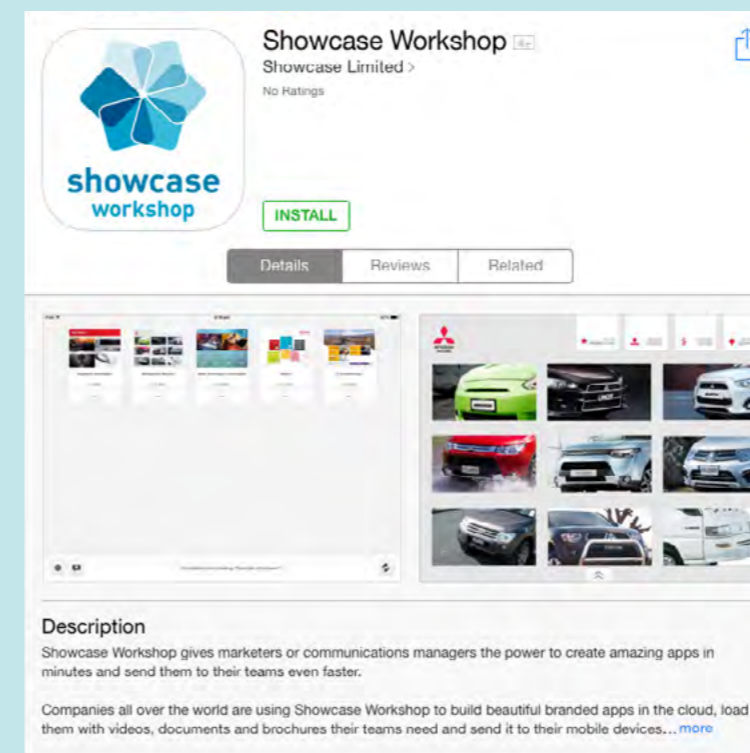 Showcase Workshop 4+
Showcase Limited >
No Ratings
showcase
workshop
INSTALL
Details
Reviews
Related
Description
Showcase Workshop gives marketers or communications managers the power to create amazing apps in
minutes and send them to their teams even faster.
Companies all over the world are using Showcase Workshop to build beautiful branded apps in the cloud, load
them with videos, documents and brochures their teams need and send it to their mobile devices... more